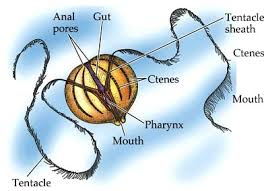 Anal
pores
Gut
Tentacle
sheath
Ctenes
Ctenes
Mouth
Pharynx
Mouth
Tentacle